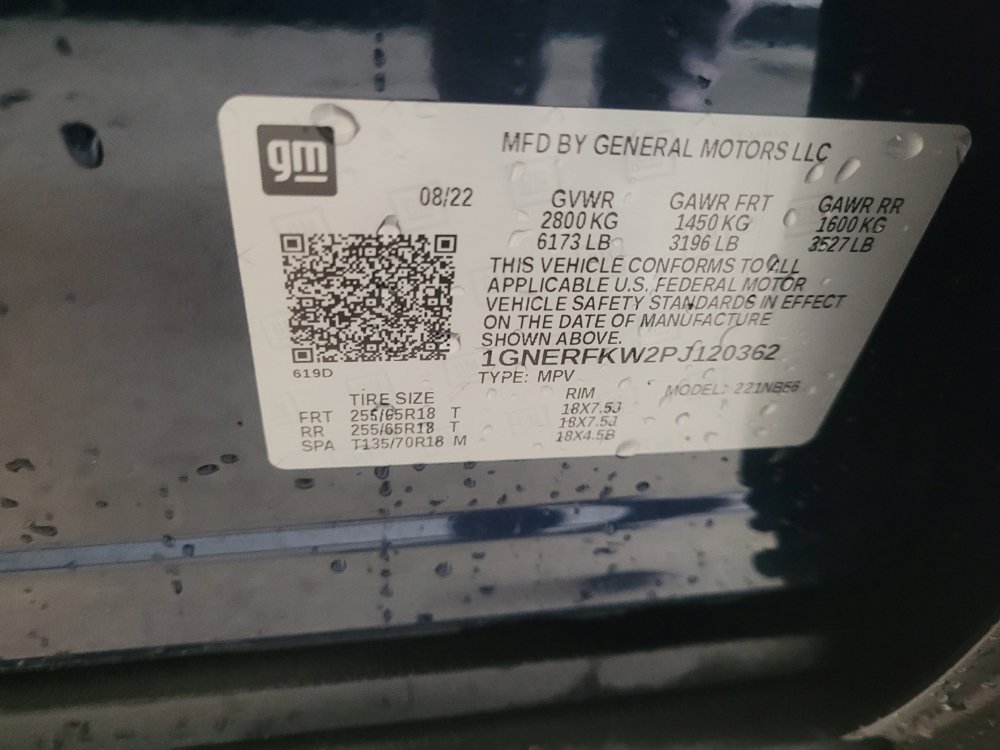 gm
MFD BY GENERAL MOTORS LLC
08/22 GVWR GAWR FRT GAWR RR
2800 KG 1450 KG 1600 KG
6173 LB 3196 LB 3527 LB
THIS VEHICLE CONFORMS TO ALL
APPLICABLE U.S. FEDERAL MOTOR
VEHICLE SAFETY STANDARDS IN EFFECT
ON THE DATE OF MANUFACTURE
SHOWN ABOVE.
1GNERFKW2PJ120362
619D
TYPE: MPV
TIRE SIZE RIM MODEL: 221NB56
FRT 255/65R18 T 18X7.5J
RR 255/65R18 T 18X7.5J
SPA T135/70R18 M 18X4.5B